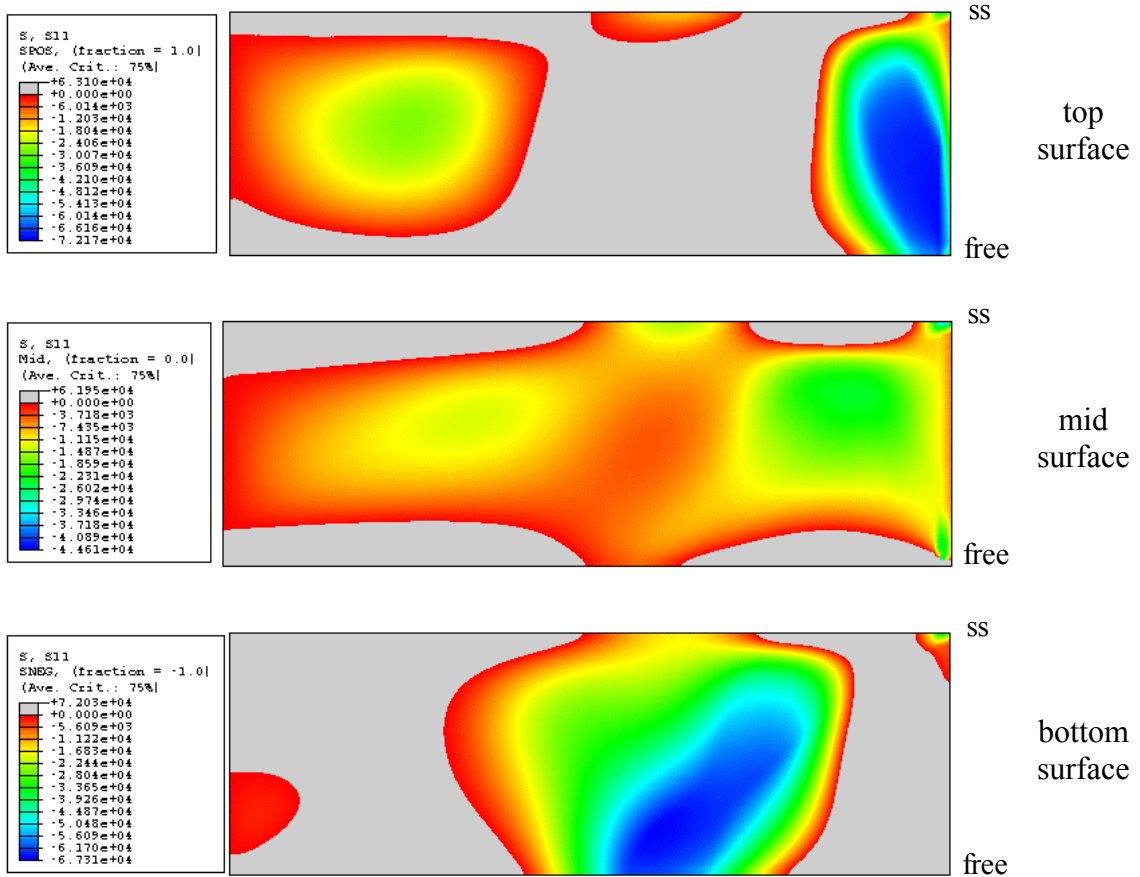 S, S11
SPOS, (fraction = 1.0|
(Ave. Crit.: 75%|
+6.310e+04
+0.000e+00
-6.014e+03
-1.203e+04
-1.804e+04
-2.406e+04
-3.007e+04
-3.609e+04
-4.210e+04
-4.812e+04
-5.413e+04
-6.014e+04
-6.616e+04
-7.217e+04
ss
top
surface
free
S, S11
Mid, (fraction = 0.0|
(Ave. Crit.: 75%|
+6.195e+04
+0.000e+00
-3.718e+03
-7.435e+03
-1.115e+04
-1.487e+04
-1.859e+04
-2.231e+04
-2.602e+04
-2.974e+04
-3.346e+04
-3.718e+04
-4.089e+04
-4.461e+04
ss
mid
surface
free
S, S11
SNEG, (fraction = -1.0|
(Ave. Crit.: 75%|
+7.203e+04
+0.000e+00
-5.609e+03
-1.122e+04
-1.683e+04
-2.244e+04
-2.804e+04
-3.365e+04
-3.926e+04
-4.487e+04
-5.048e+04
-5.609e+04
-6.170e+04
-6.731e+04
ss
bottom
surface
free